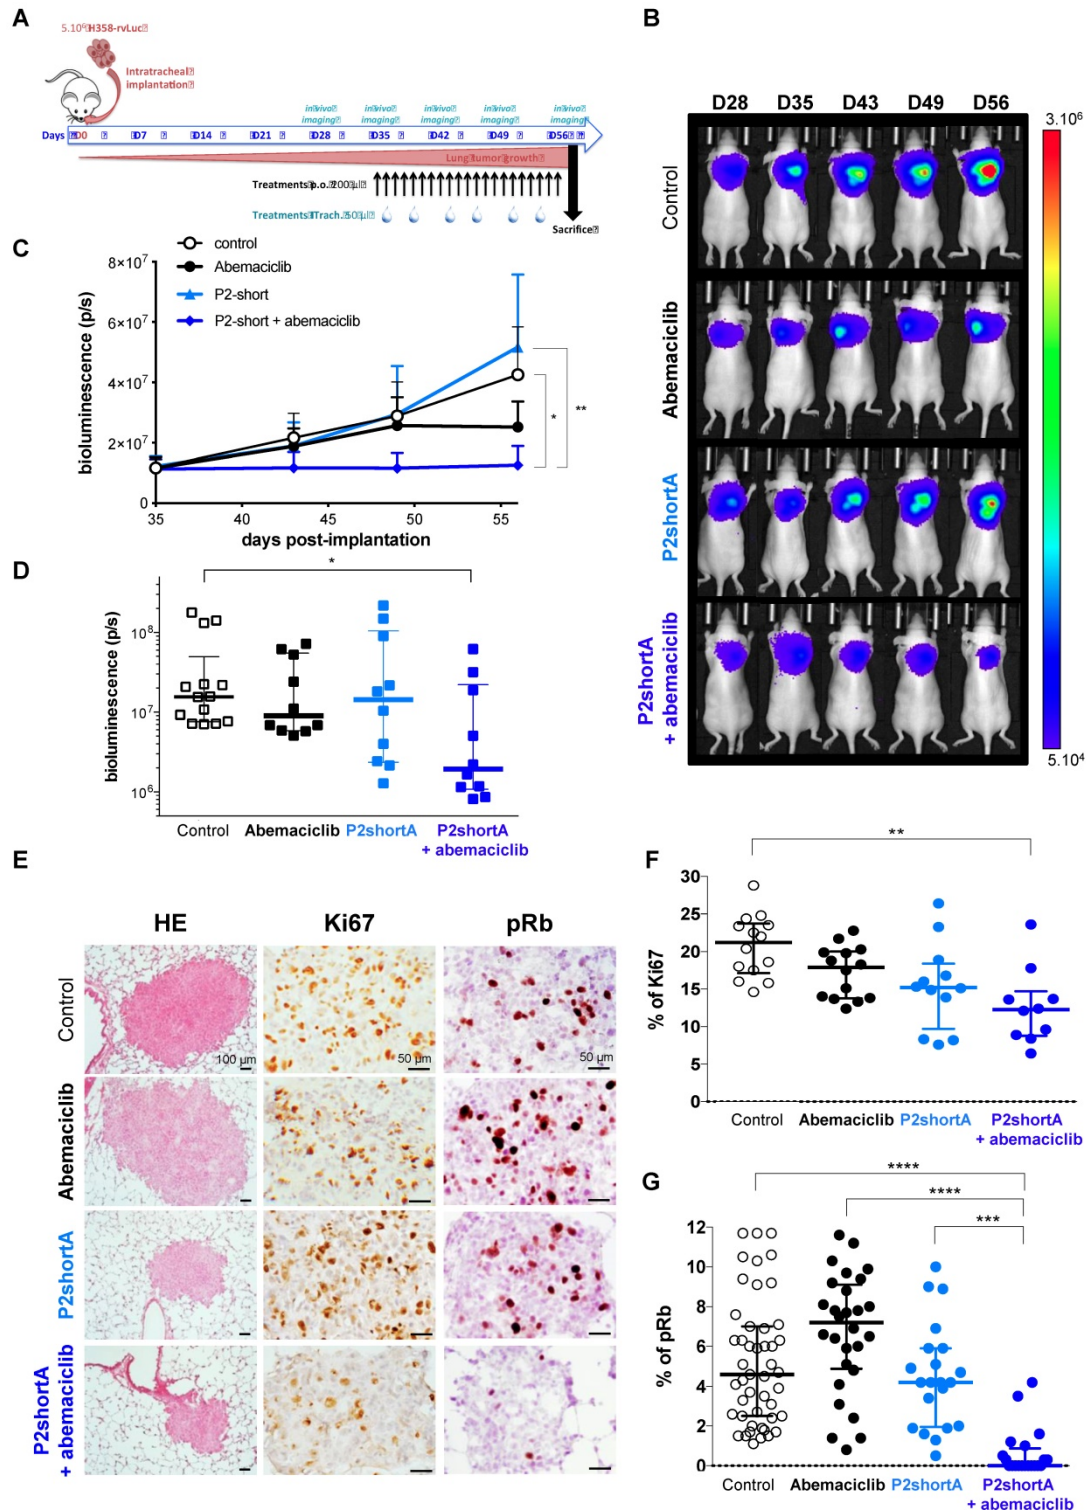 A
5.10⁶ H358-rvLuc
Intratracheal
implantation
in vivo
imaging
in vivo
imaging
in vivo
imaging
in vivo
imaging
in vivo
imaging
Days D0 D7 D14 D21 D28 D35 D42 D49 D56
Lung tumor growth
Treatments p.o. 200 µl
Treatments ITrach. 50 µl
Sacrifice
B
D28 D35 D43 D49 D56
Control
Abemaciclib
P2shortA
P2shortA
+ abemaciclib
3.10⁶
5.10⁴
C
control
Abemaciclib
P2-short
P2-short + abemaciclib
bioluminescence (p/s)
8×10⁷
6×10⁷
4×10⁷
2×10⁷
0
35 40 45 50 55
days post-implantation
*
**
D
*
bioluminescence (p/s)
10⁸
10⁷
10⁶
Control Abemaciclib P2shortA P2shortA
+ abemaciclib
E
HE Ki67 pRb
Control
100 µm 50 µm 50 µm
Abemaciclib
P2shortA
P2shortA
+ abemaciclib
F
**
% of Ki67
30
25
20
15
10
5
0
Control Abemaciclib P2shortA P2shortA
+ abemaciclib
G
****
****
***
% of pRb
12
10
8
6
4
2
0
Control Abemaciclib P2shortA P2shortA
+ abemaciclib